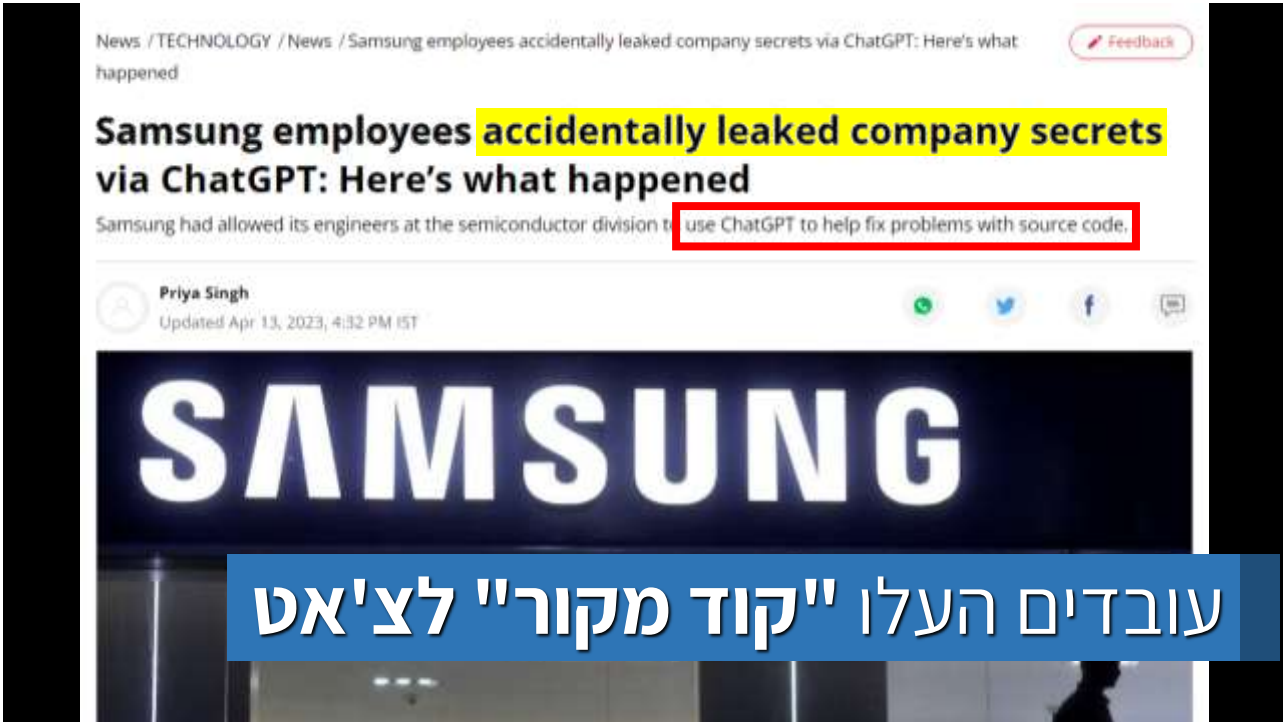 News / TECHNOLOGY / News / Samsung employees accidentally leaked company secrets via ChatGPT: Here's what
happened
Feedback
Samsung employees accidentally leaked company secrets
via ChatGPT: Here's what happened
Samsung had allowed its engineers at the semiconductor division to use ChatGPT to help fix problems with source code.
Priya Singh
Updated Apr 13, 2023, 4:32 PM IST
SAMSUNG
עובדים העלו "קוד מקור" לצ'אט